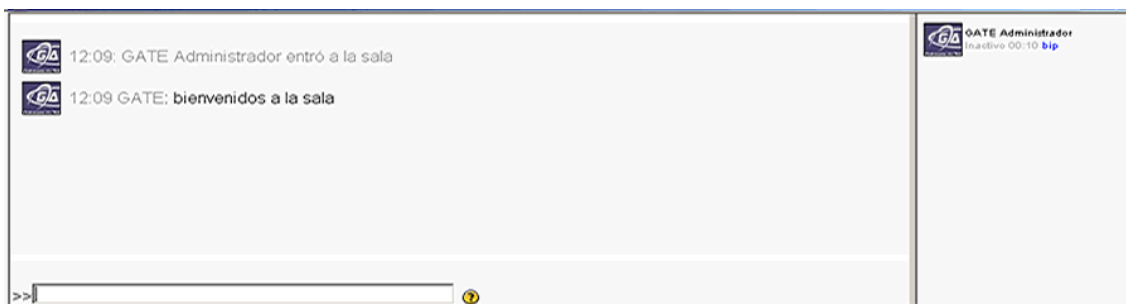 12:09: GATE Administrador entró a la sala
12:09 GATE: bienvenidos a la sala
>>
GATE Administrador
Inactivo 00:10 bip